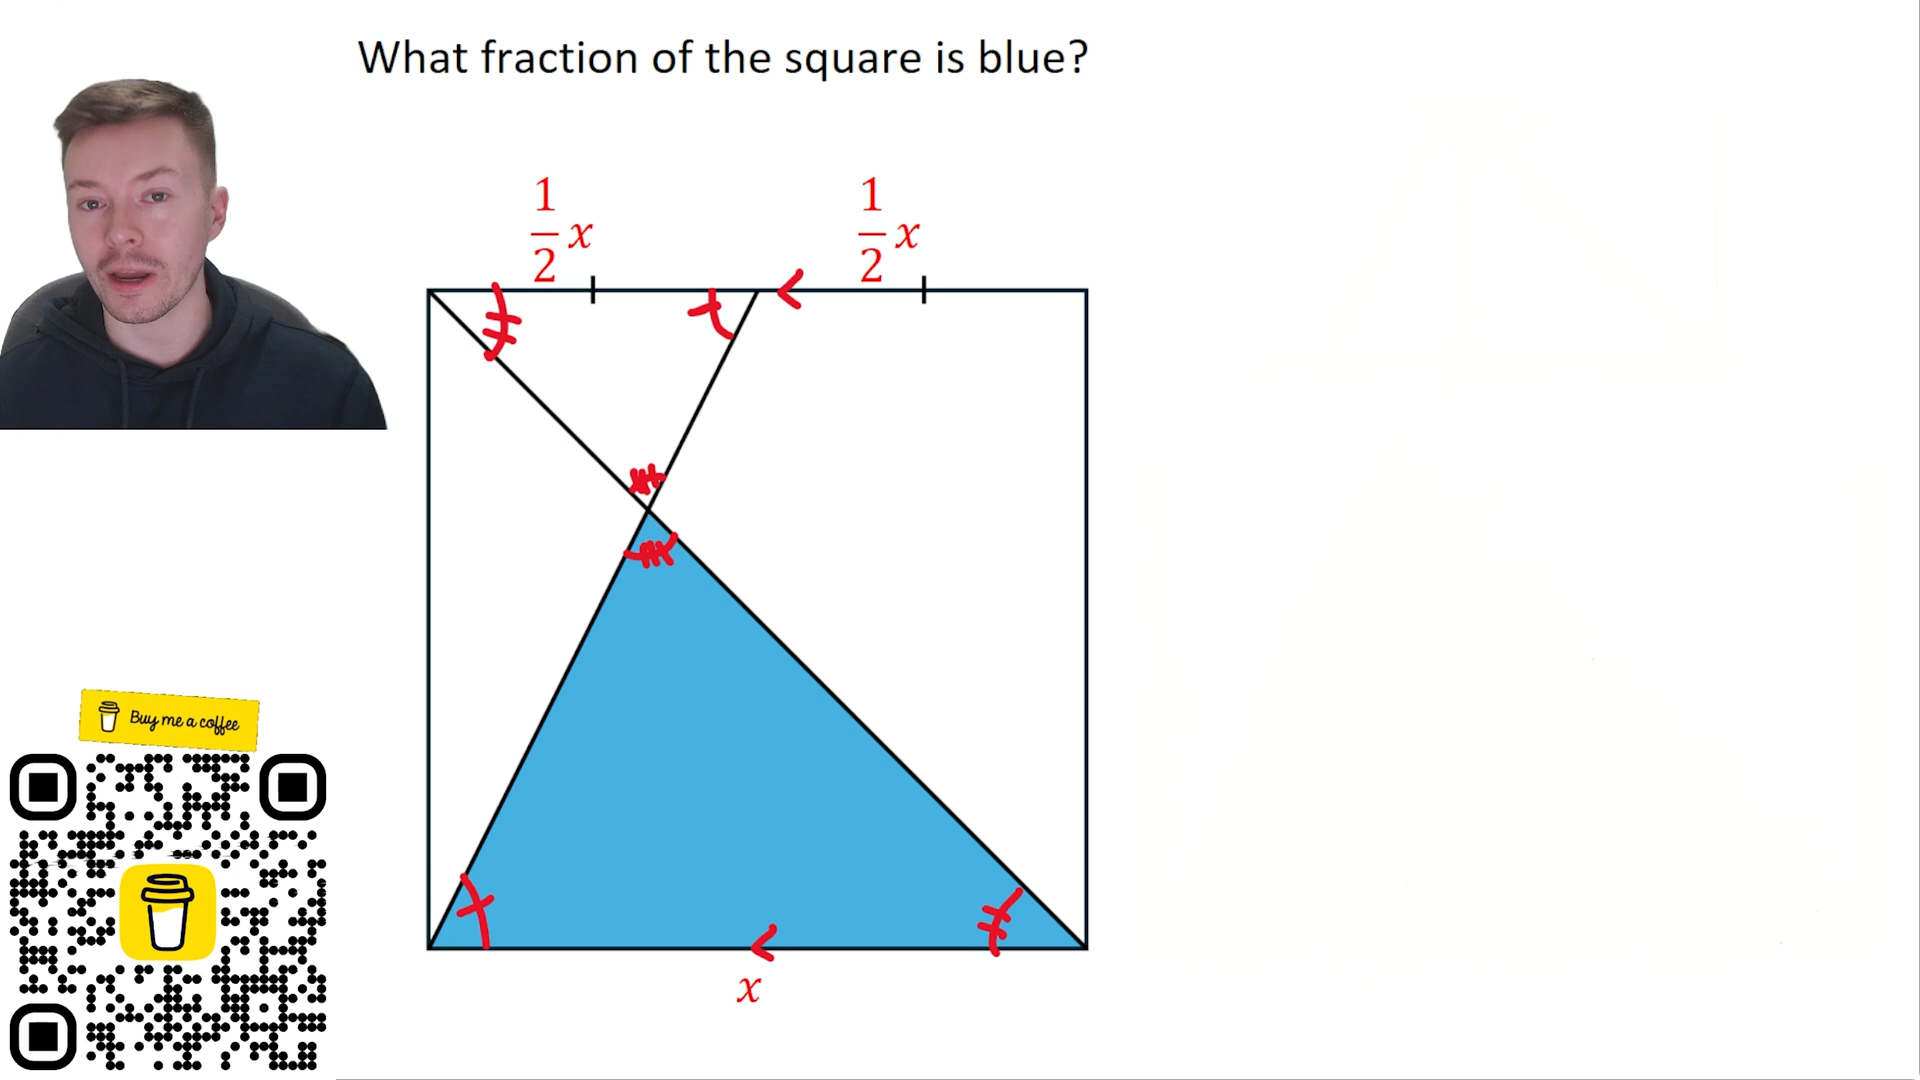 What fraction of the square is blue?
1/2 x
1/2 x
x
Buy me a coffee